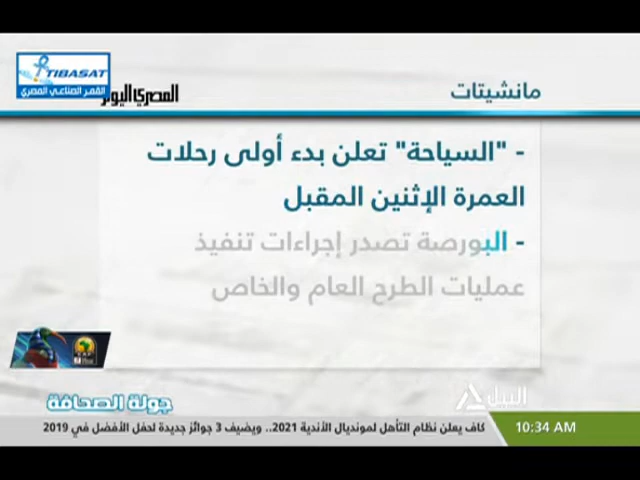 TIBASAT
القمر الصناعي المصري
المصري اليوم
مانشيتات
- "السياحة" تعلن بدء أولى رحلات
العمرة الإثنين المقبل
- البورصة تصدر إجراءات تنفيذ
عمليات الطرح العام والخاص
جولة الصحافة
النيل
كاف يعلن نظام التأهل لمونديال الأندية 2021.. ويضيف 3 جوائز جديدة لحفل الأفضل في 2019
10:34 AM